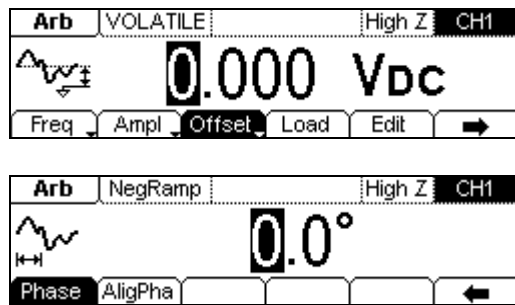 Arb VOLATILE High Z CH1
0.000 VDC
Freq Ampl Offset Load Edit
Arb NegRamp High Z CH1
0.0°
Phase AligPha